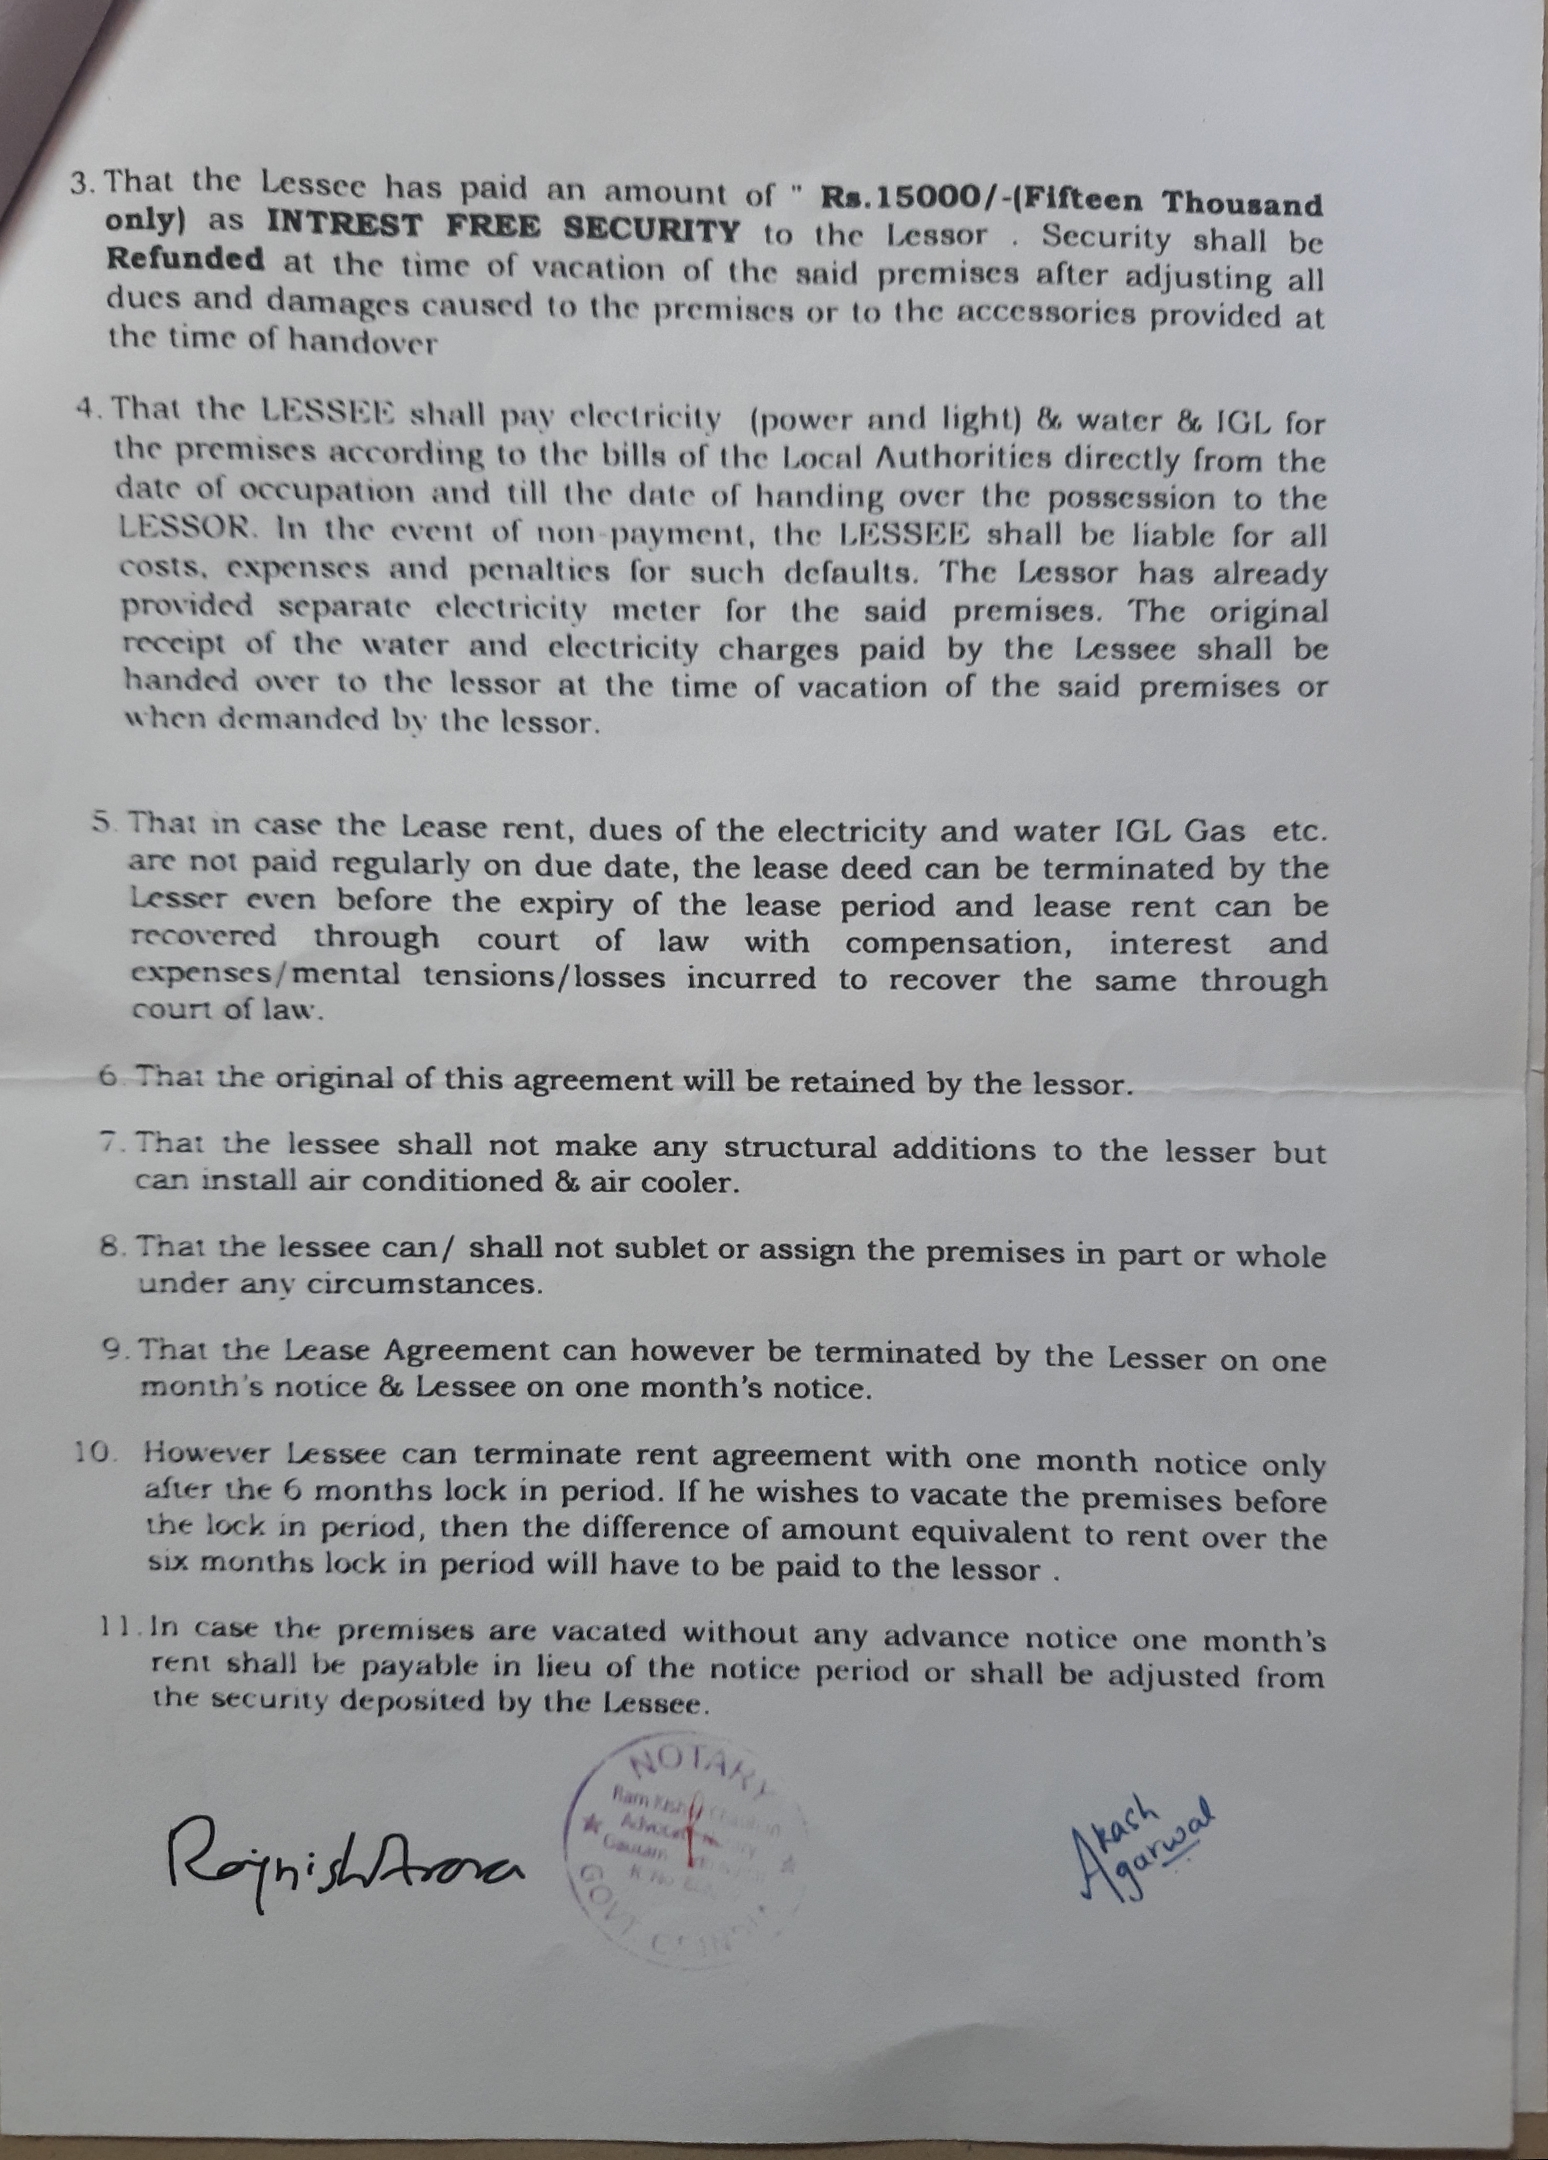 3. That the Lessee has paid an amount of " Rs.15000/-(Fifteen Thousand
only) as INTREST FREE SECURITY to the Lessor . Security shall be
Refunded at the time of vacation of the said premises after adjusting all
dues and damages caused to the premises or to the accessories provided at
the time of handover
4. That the LESSEE shall pay electricity (power and light) & water & IGL for
the premises according to the bills of the Local Authorities directly from the
date of occupation and till the date of handing over the possession to the
LESSOR. In the event of non-payment, the LESSEE shall be liable for all
costs, expenses and penalties for such defaults. The Lessor has already
provided separate electricity meter for the said premises. The original
receipt of the water and electricity charges paid by the Lessee shall be
handed over to the lessor at the time of vacation of the said premises or
when demanded by the lessor.
5. That in case the Lease rent, dues of the electricity and water IGL Gas etc.
are not paid regularly on due date, the lease deed can be terminated by the
Lesser even before the expiry of the lease period and lease rent can be
recovered through court of law with compensation, interest and
expenses/mental tensions/losses incurred to recover the same through
court of law.
6. That the original of this agreement will be retained by the lessor.
7. That the lessee shall not make any structural additions to the lesser but
can install air conditioned & air cooler.
8. That the lessee can/ shall not sublet or assign the premises in part or whole
under any circumstances.
9. That the Lease Agreement can however be terminated by the Lesser on one
month's notice & Lessee on one month's notice.
10. However Lessee can terminate rent agreement with one month notice only
after the 6 months lock in period. If he wishes to vacate the premises before
the lock in period, then the difference of amount equivalent to rent over the
six months lock in period will have to be paid to the lessor .
11. In case the premises are vacated without any advance notice one month's
rent shall be payable in lieu of the notice period or shall be adjusted from
the security deposited by the Lessee.
NOTARY
Ram
GOVT.
Rajnish Arora
Akash
Agarwal